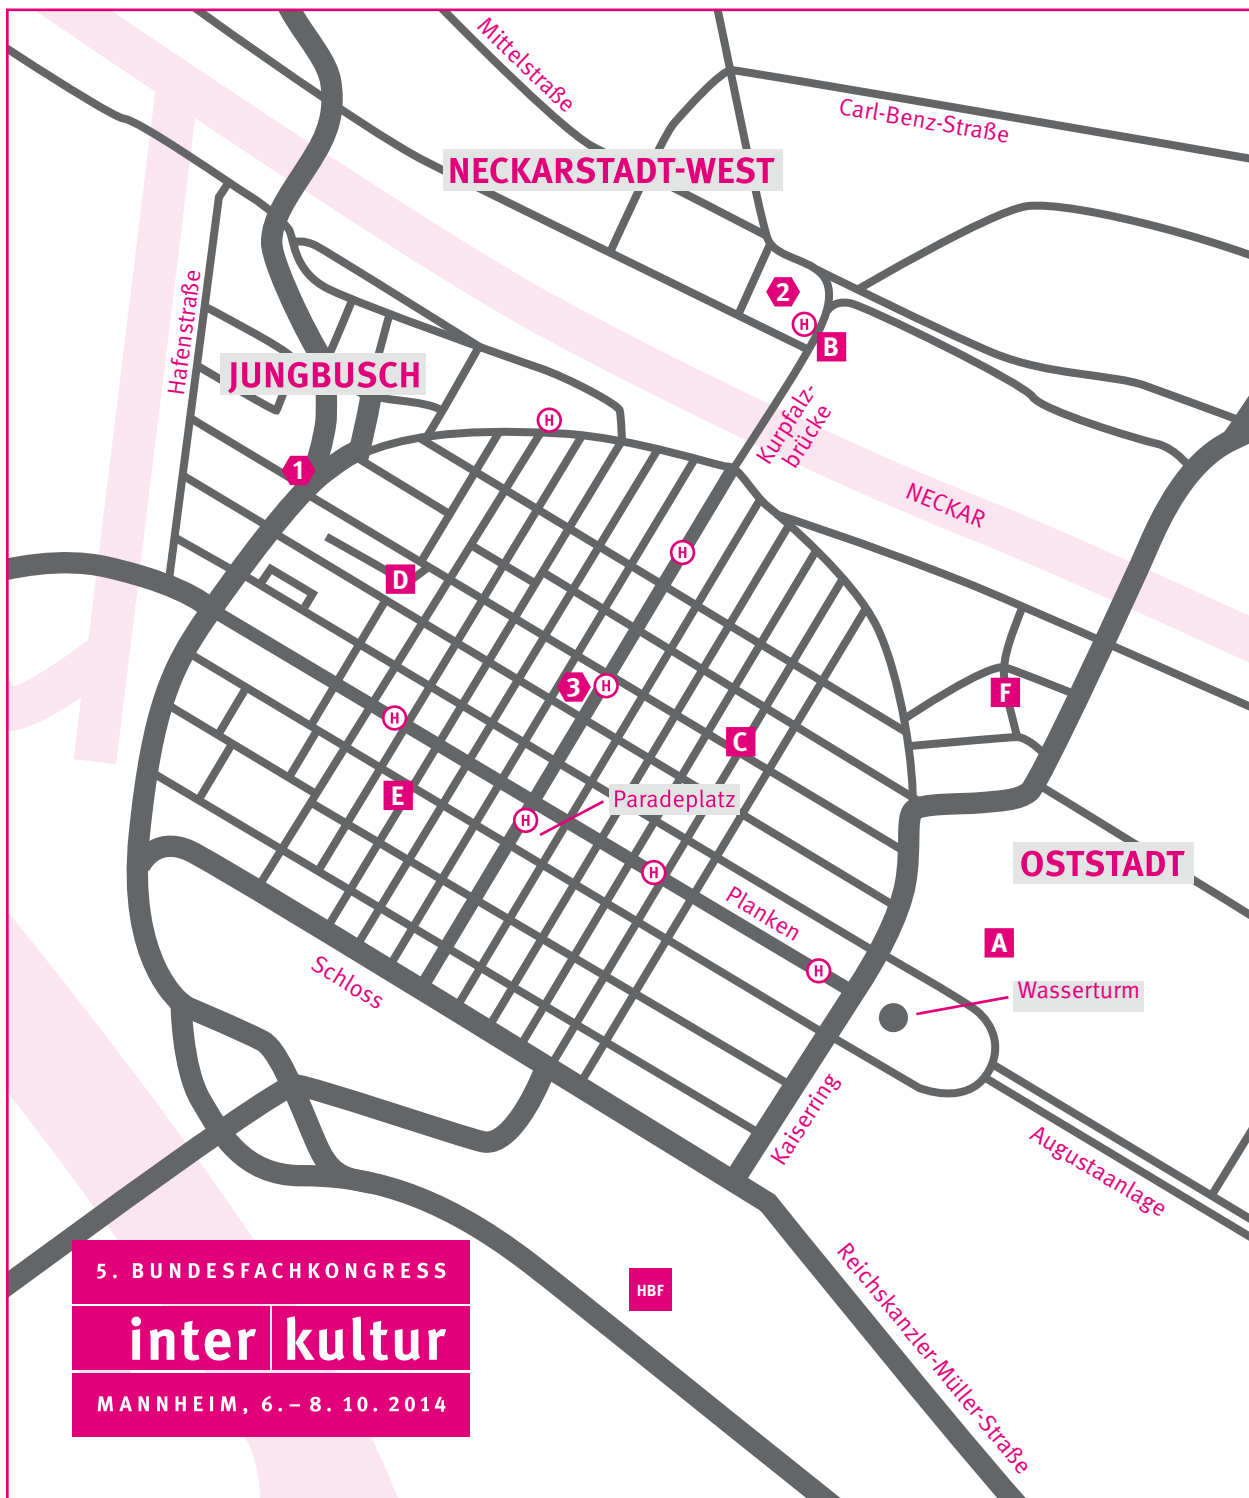 Mittelstraße
Carl-Benz-Straße
NECKARSTADT-WEST
Hafenstraße
2
H
B
JUNGBUSCH
Kurpfalz-
brücke
H
1
NECKAR
H
D
3
H
F
H
C
E
Paradeplatz
H
OSTSTADT
H
Planken
A
H
Schloss
Wasserturm
Kaiserring
Augustaanlage
5. BUNDESFACHKONGRESS
HBF
Reichskanzler-Müller-Straße
inter kultur
MANNHEIM, 6.– 8. 10. 2014